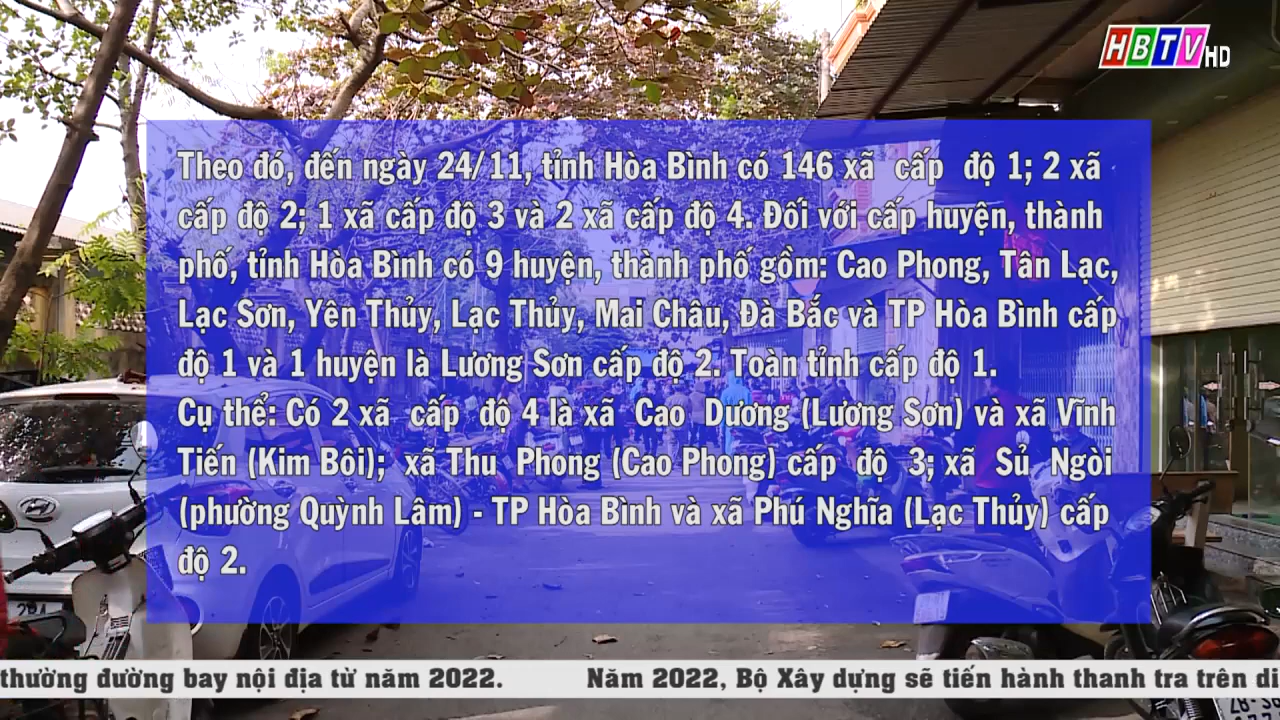 HBTV HD
Theo đó, đến ngày 24/11, tỉnh Hòa Bình có 146 xã cấp độ 1; 2 xã
cấp độ 2; 1 xã cấp độ 3 và 2 xã cấp độ 4. Đối với cấp huyện, thành
phố, tỉnh Hòa Bình có 9 huyện, thành phố gồm: Cao Phong, Tân Lạc,
Lạc Sơn, Yên Thủy, Lạc Thủy, Mai Châu, Đà Bắc và TP Hòa Bình cấp
độ 1 và 1 huyện là Lương Sơn cấp độ 2. Toàn tỉnh cấp độ 1.
Cụ thể: Có 2 xã cấp độ 4 là xã Cao Dương (Lương Sơn) và xã Vĩnh
Tiến (Kim Bôi); xã Thu Phong (Cao Phong) cấp độ 3; xã Sủ Ngòi
(phường Quỳnh Lâm) - TP Hòa Bình và xã Phú Nghĩa (Lạc Thủy) cấp
độ 2.
thường đường bay nội địa từ năm 2022. Năm 2022, Bộ Xây dựng sẽ tiến hành thanh tra trên di